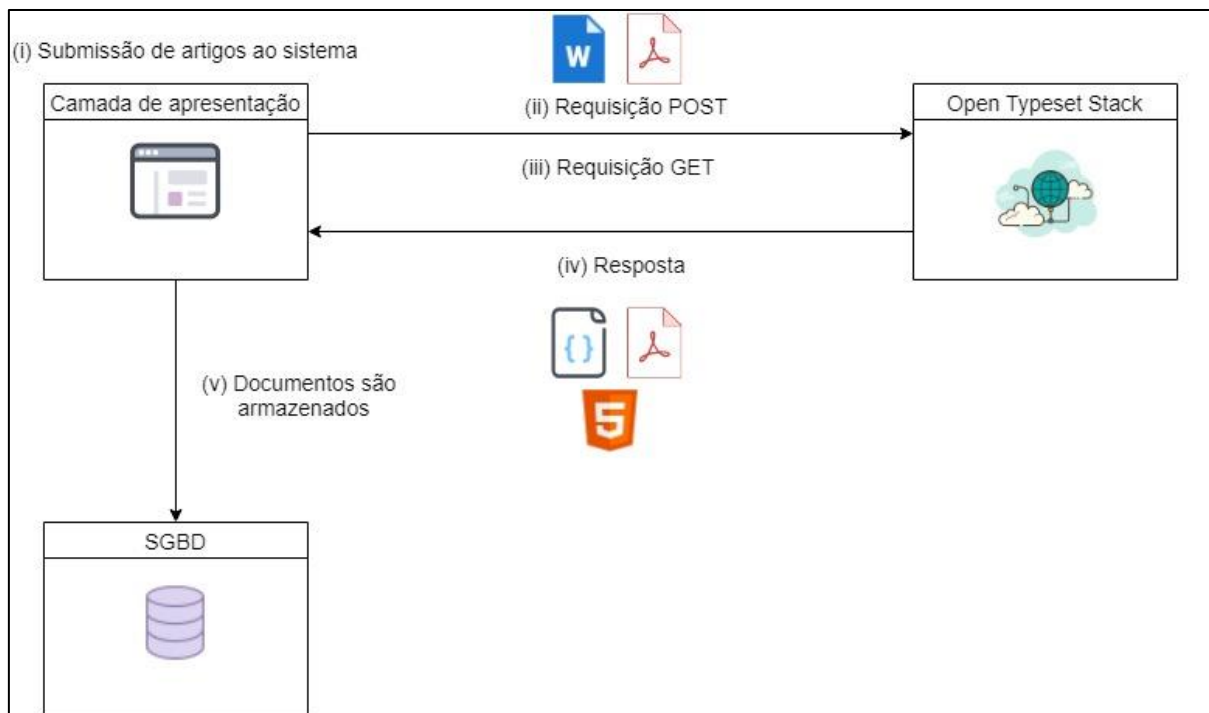 (i) Submissão de artigos ao sistema
W
Camada de apresentação
(ii) Requisição POST
Open Typeset Stack
(iii) Requisição GET
(iv) Resposta
{ }
(v) Documentos são
armazenados
5
SGBD